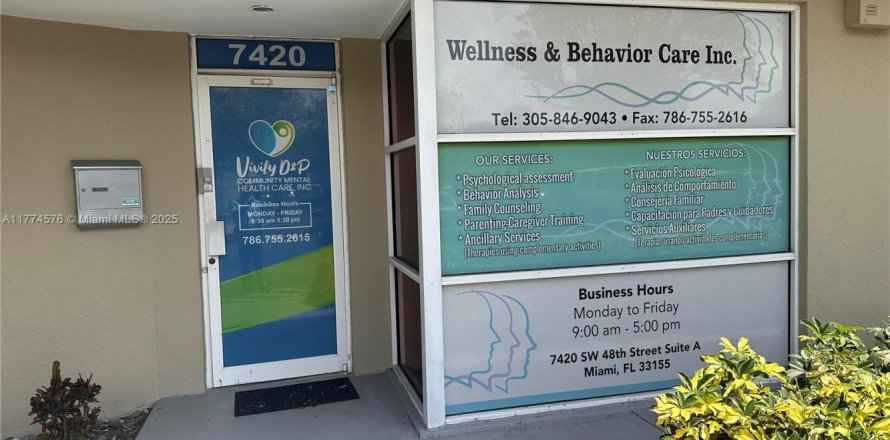 7420
Vivify D&P
COMMUNITY MENTAL
HEALTH CARE, INC
Business Hours
MONDAY - FRIDAY
8:30 am 5:30 pm
786.755.2615
Wellness & Behavior Care Inc.
Tel: 305-846-9043 • Fax: 786-755-2616
OUR SERVICES:
* Psychological assessment
* Behavior Analysis
* Family Counseling
* Parenting-Caregiver Training
* Ancillary Services
(Therapies using complementary activities)
NUESTROS SERVICIOS:
* Evaluación Psicológica
* Análisis de Comportamiento
* Consejería Familiar
* Capacitación para Padres y Cuidadores
* Servicios Auxiliares
(Terapias usando actividades complementarias)
Business Hours
Monday to Friday
9:00 am - 5:00 pm
7420 SW 48th Street Suite A
Miami, FL 33155
A11774576 Miami MLS 2025